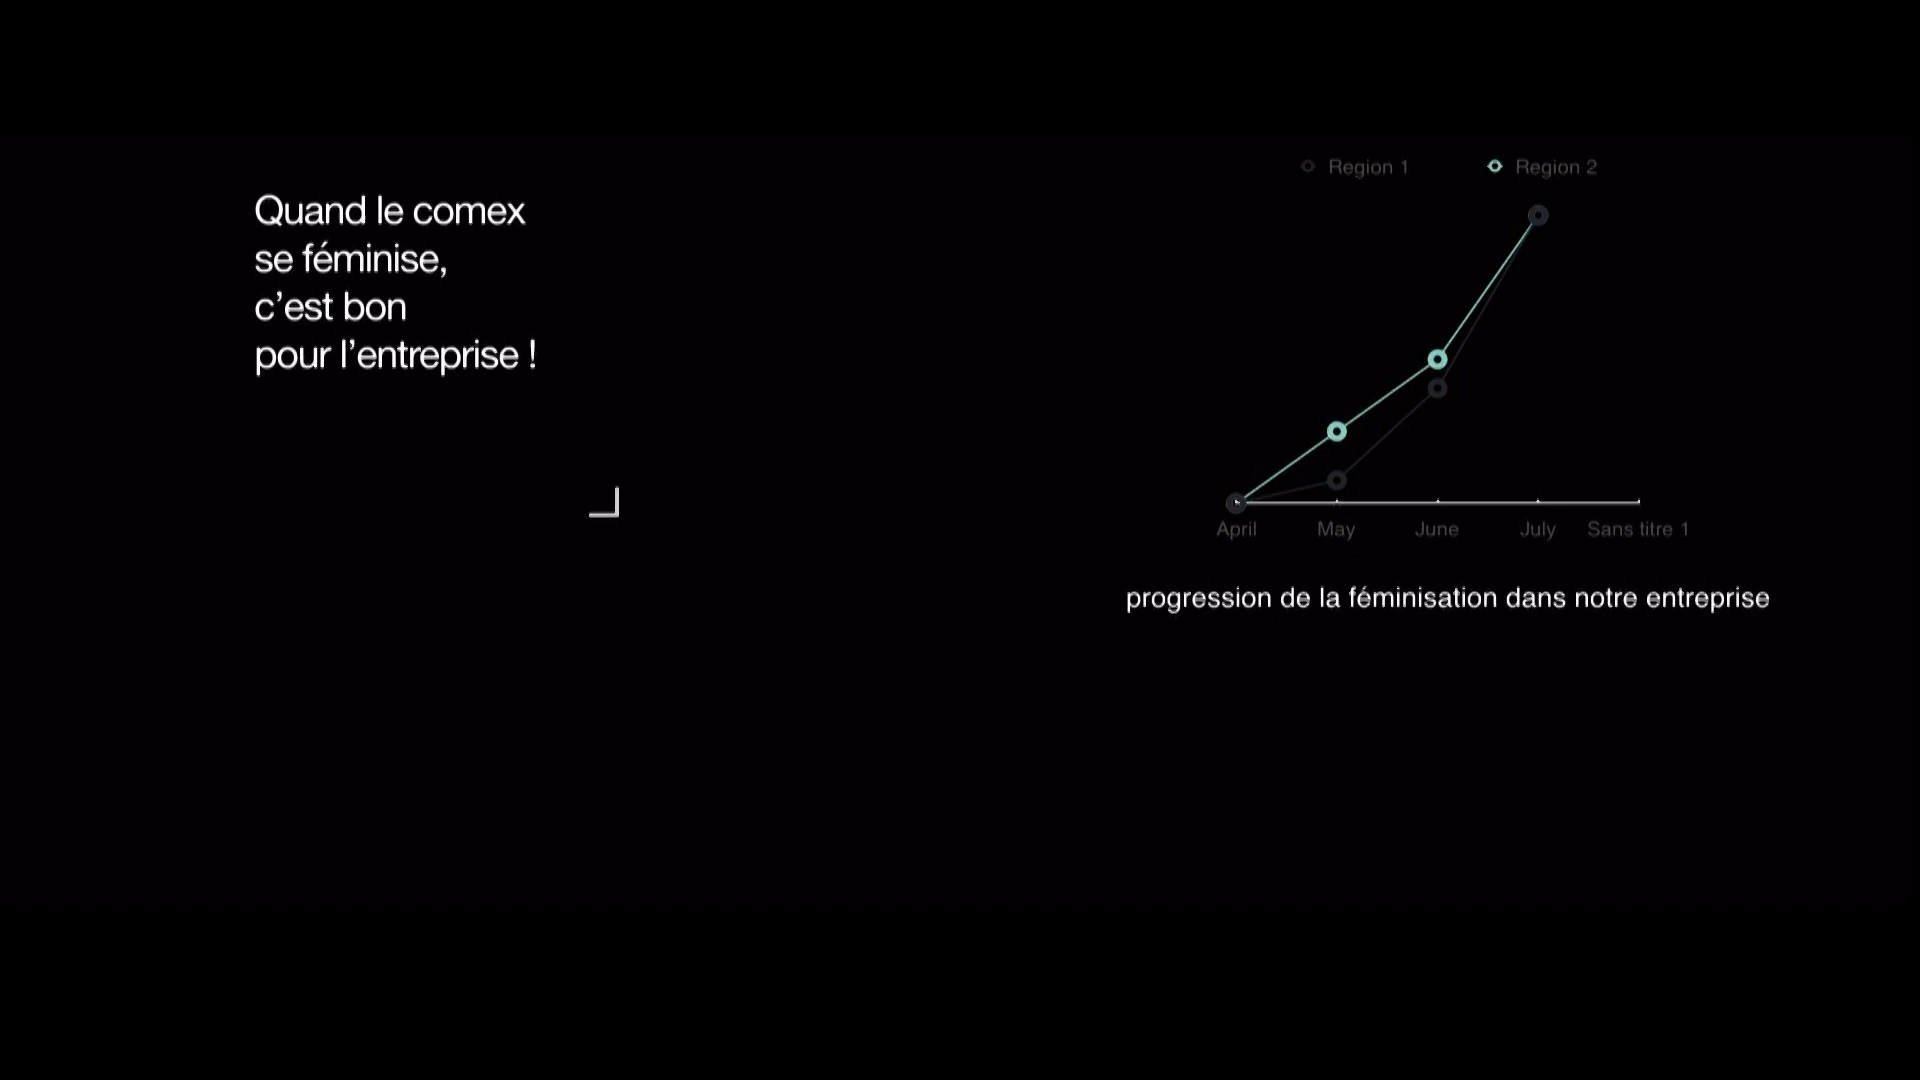 Quand le comex
se féminise,
c’est bon
pour l’entreprise !
Region 1
Region 2
April
May
June
July
Sans titre 1
progression de la féminisation dans notre entreprise